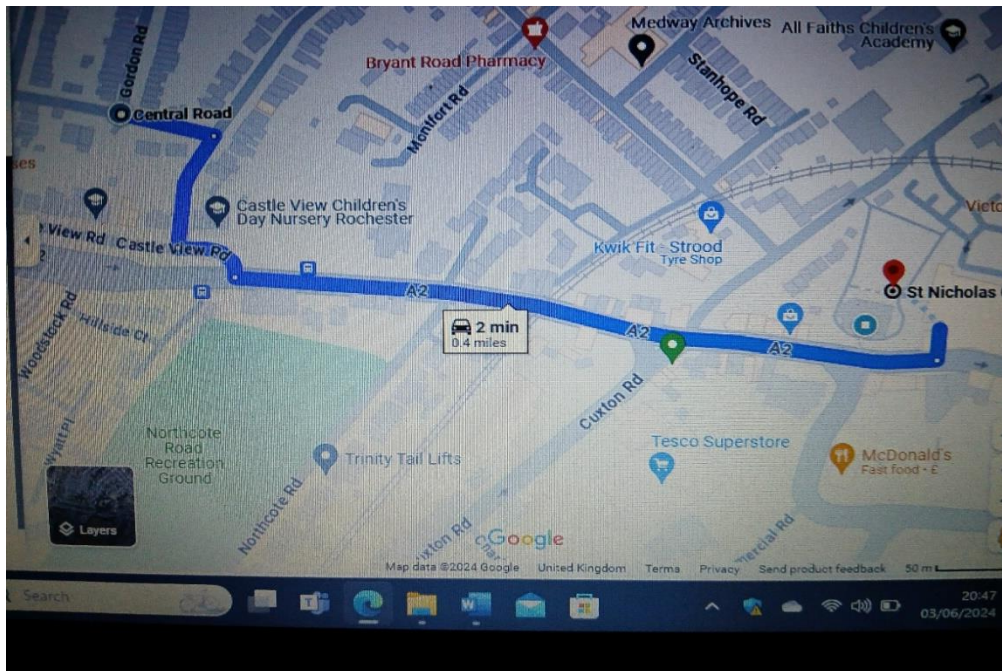 Gordon Rd
Central Road
Bryant Road Pharmacy
Montfort Rd
Medway Archives
All Faiths Children's
Academy
Stanhope Rd
Castle View Children's
Day Nursery Rochester
View Rd
Castle View Rd
Woodstock Rd
Hillside Ct
Wyatt Pl
A2
2 min
0.4 miles
A2
A2
Kwik Fit - Strood
Tyre Shop
St Nicholas
Cuxton Rd
Tesco Superstore
McDonald's
Fast food • £
Northcote
Road
Recreation
Ground
Trinity Tail Lifts
Northcote Rd
Layers
Google
Map data ©2024 Google
United Kingdom
Terms
Privacy
Send product feedback
50 m
Search
20:47
03/06/2024